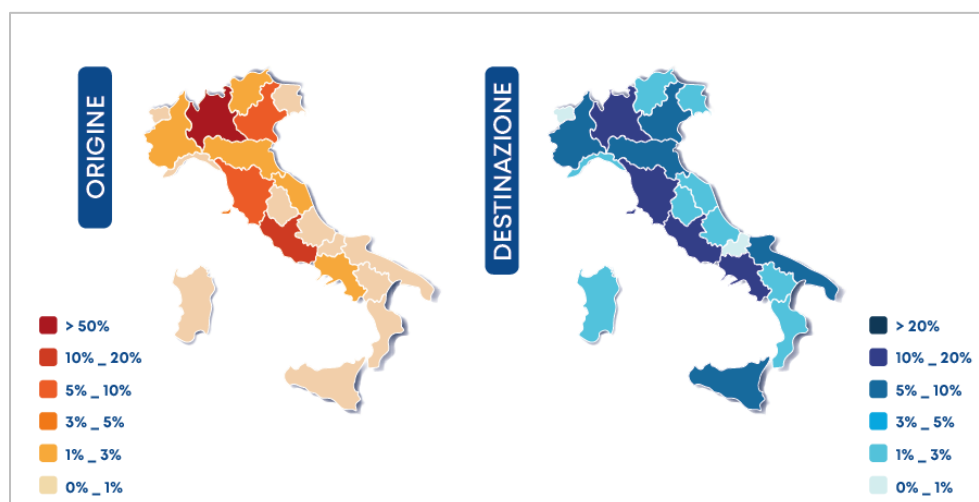 ORIGINE
> 50%
10% _ 20%
5% _ 10%
3% _ 5%
1% _ 3%
0% _ 1%
DESTINAZIONE
> 20%
10% _ 20%
5% _ 10%
3% _ 5%
1% _ 3%
0% _ 1%